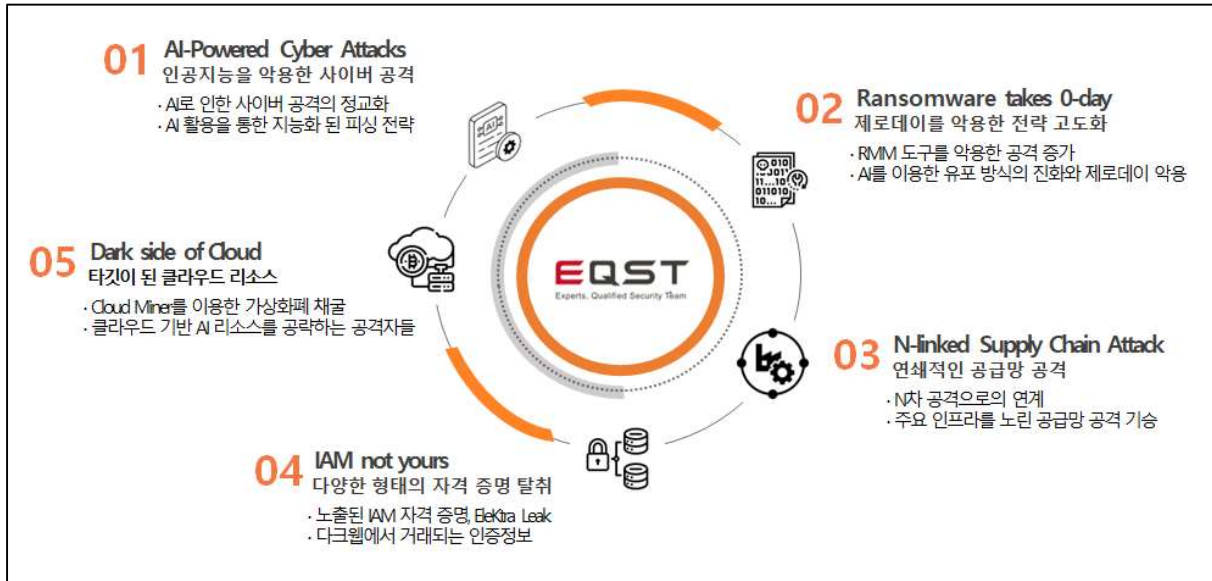 01
AI-Powered Cyber Attacks
인공지능을 악용한 사이버 공격
· AI로 인한 사이버 공격의 정교화
· AI 활용을 통한 지능화 된 피싱 전략
02
Ransomware takes 0-day
제로데이를 악용한 전략 고도화
· RMM 도구를 악용한 공격 증가
· AI를 이용한 유포 방식의 진화와 제로데이 악용
03
N-linked Supply Chain Attack
연쇄적인 공급망 공격
· N차 공격으로의 연계
· 주요 인프라를 노린 공급망 공격 기승
04
IAM not yours
다양한 형태의 자격 증명 탈취
· 노출된 IAM 자격 증명, EleKtra Leak
· 다크웹에서 거래되는 인증정보
05
Dark side of Cloud
타깃이 된 클라우드 리소스
· Cloud Miner를 이용한 가상화폐 채굴
· 클라우드 기반 AI 리소스를 공략하는 공격자들
EQST
Experts, Qualified Security Team
AI
010
11...10
011010
10...